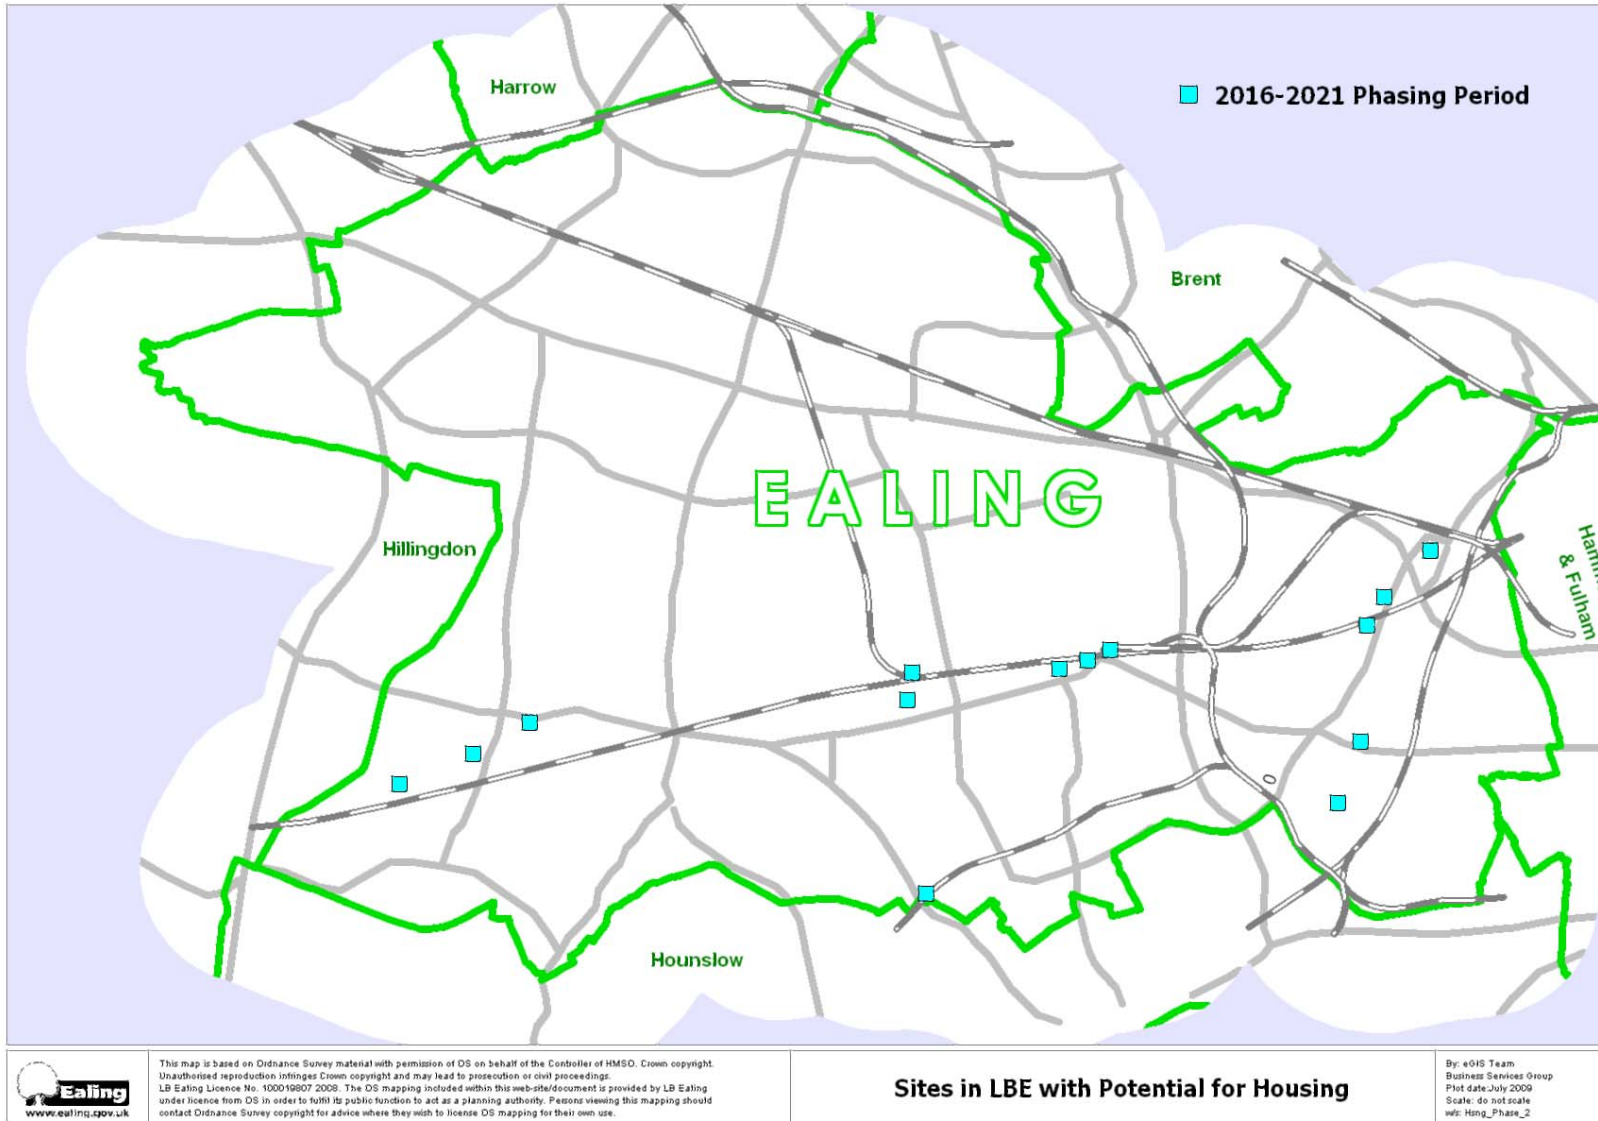 Harrow
2016-2021 Phasing Period
Brent
EALING
Hillingdon
& Fulham
Hounslow
Ealing
www.ealing.gov.uk
This map is based on Ordnance Survey material with permission of OS on behalf of the Controller of HMSO. Crown copyright.
Unauthorised reproduction infringes Crown copyright and may lead to prosecution or civil proceedings.
LB Ealing Licence No. 100019807 2008. The OS mapping included within this web-site/document is provided by LB Ealing
under licence from OS in order to fulfil its public function to act as a planning authority. Persons viewing this mapping should
contact Ordnance Survey copyright for advice where they wish to license OS mapping for their own use.
Sites in LBE with Potential for Housing
By: eGIS Team
Business Services Group
Plot date:July 2009
Scale: do not scale
w/s: Hsng_Phase_2